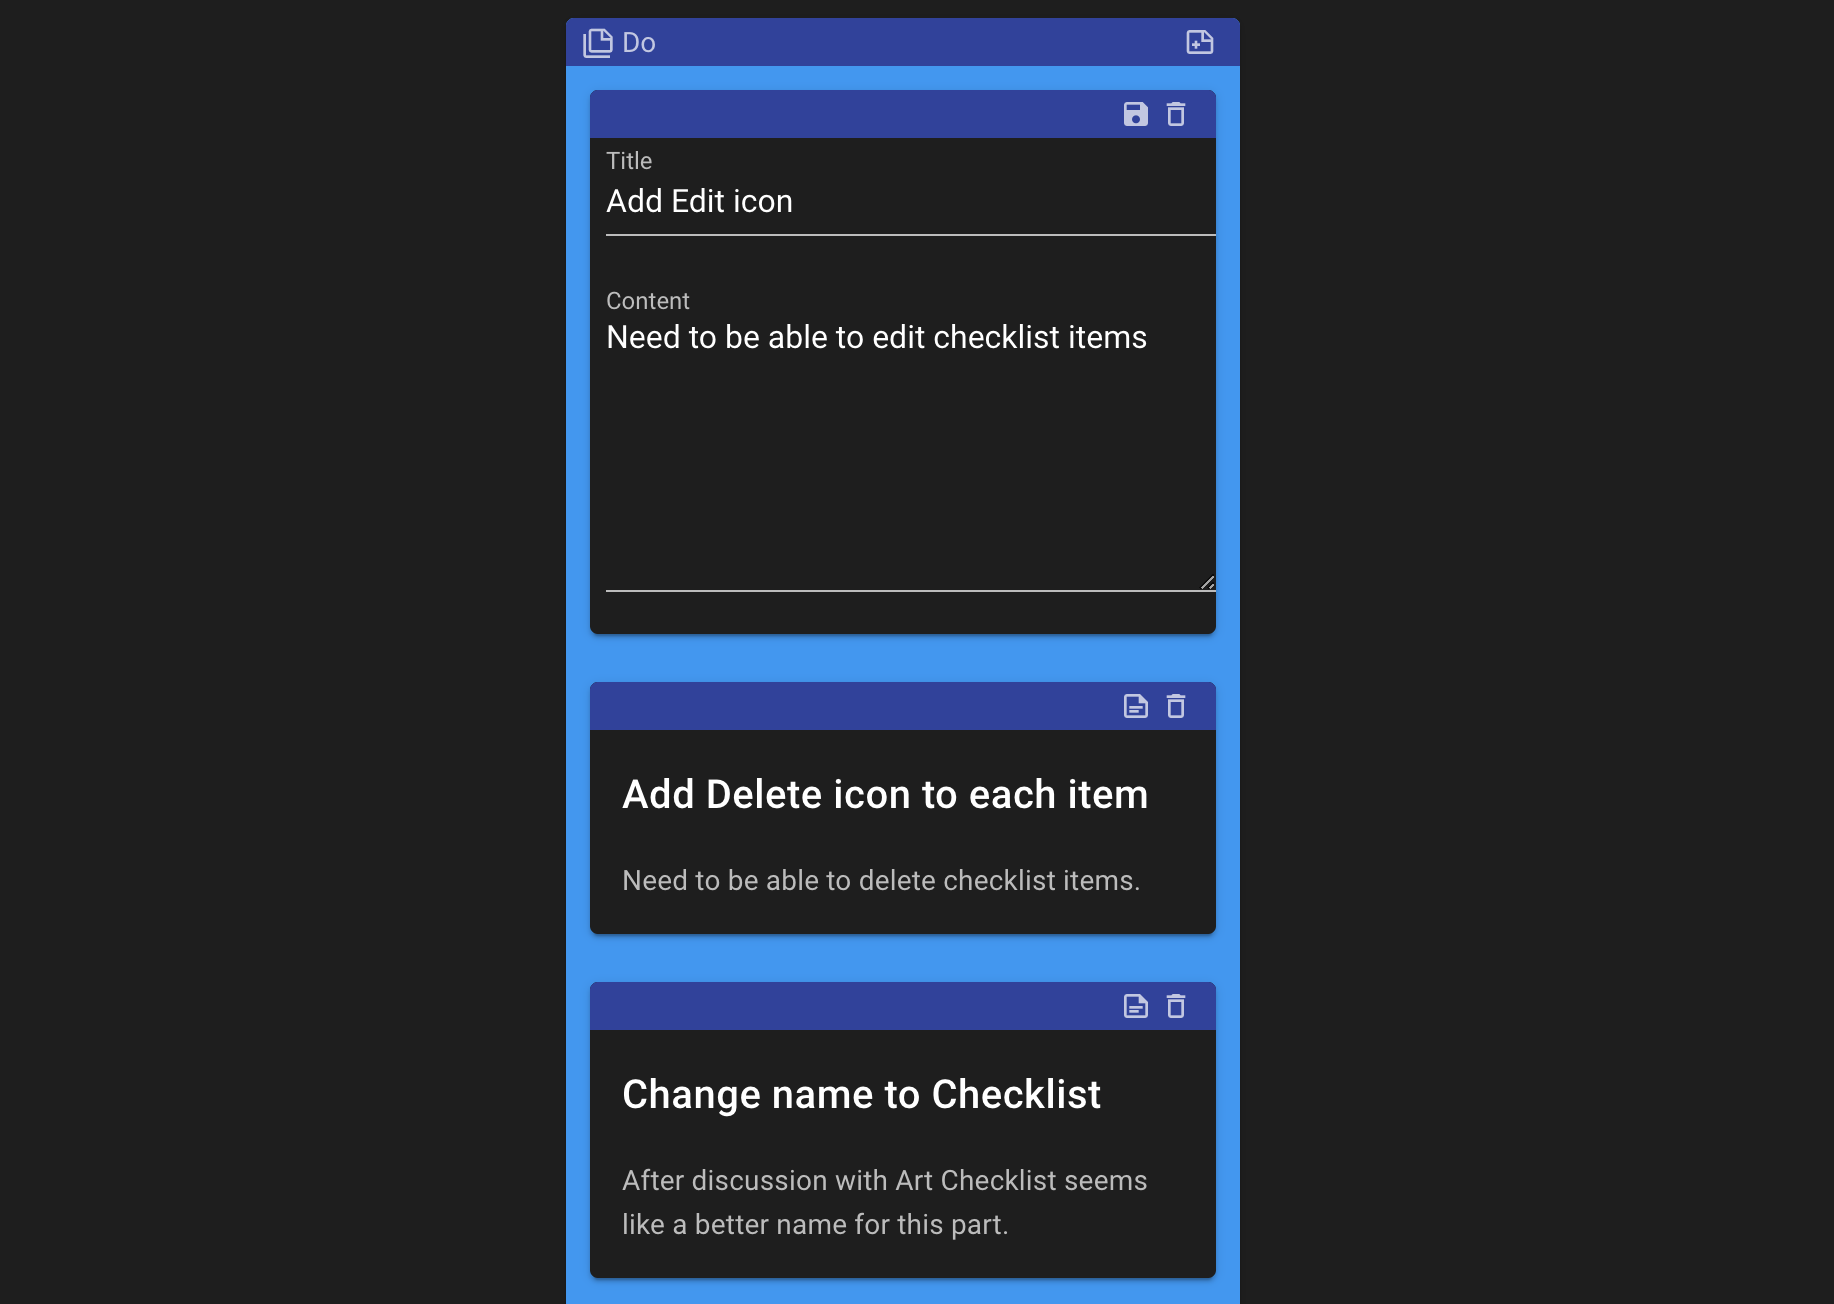 Do
Title
Add Edit icon
Content
Need to be able to edit checklist items
Add Delete icon to each item
Need to be able to delete checklist items.
Change name to Checklist
After discussion with Art Checklist seems
like a better name for this part.